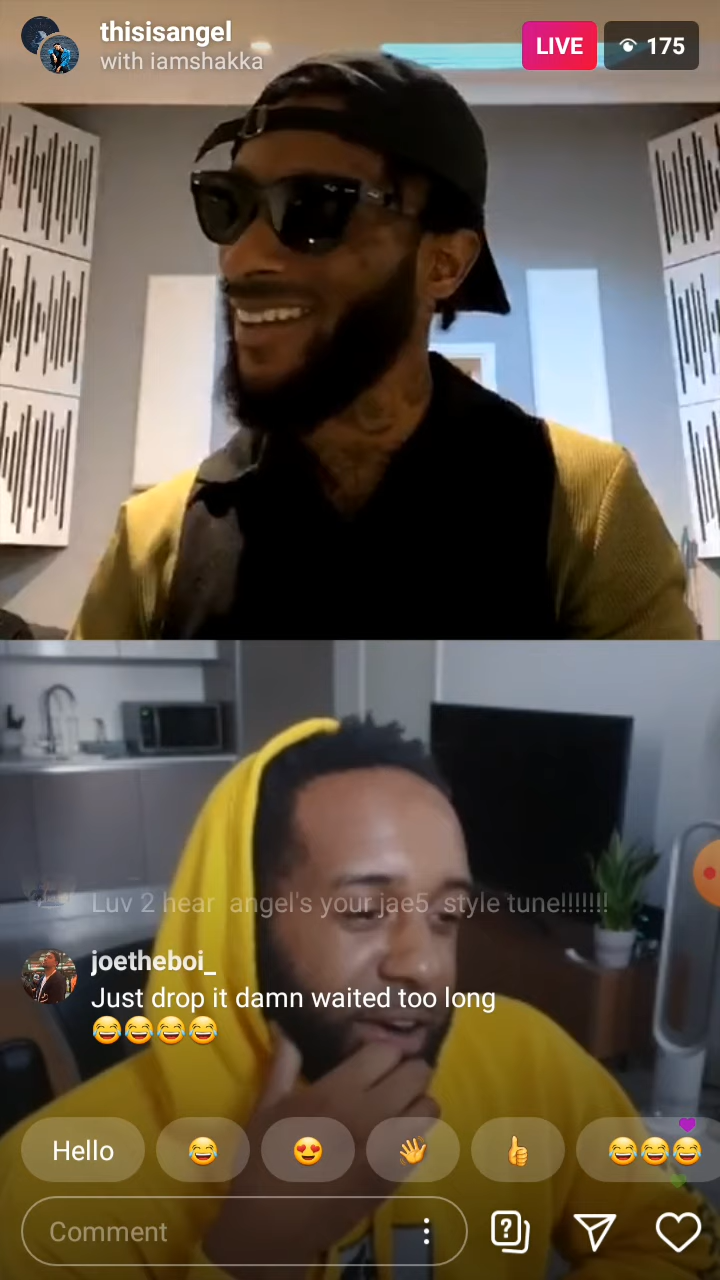 thisisangel
with iamshakka
LIVE
175
Luv 2 hear angel's your jae5 style tune!!!!!!!
joetheboi_
Just drop it damn waited too long
😂😂😂😂
Hello
Comment